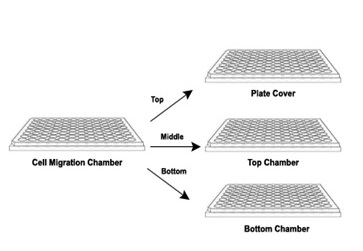 Top
Plate Cover
Middle
Cell Migration Chamber
Top Chamber
Bottom
Bottom Chamber